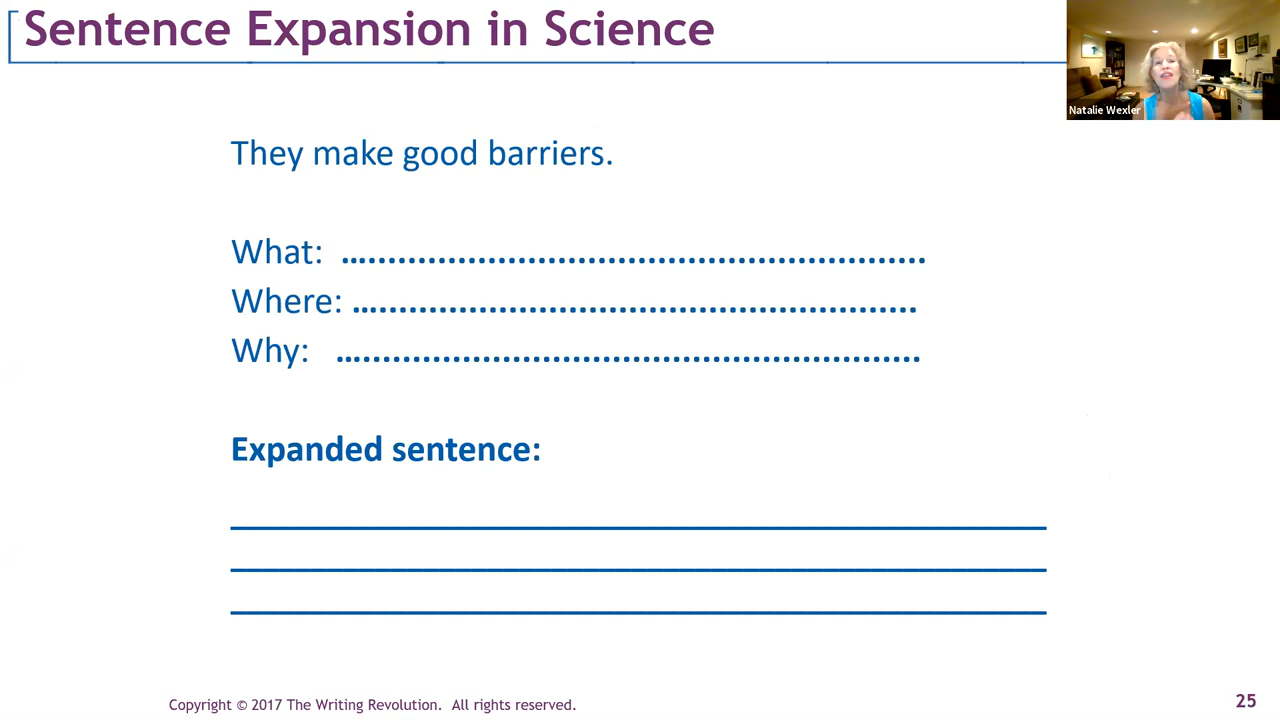 Sentence Expansion in Science
Natalie Wexler
They make good barriers.
What: ………………………………………………
Where: ………………………………………………
Why: ………………………………………………
Expanded sentence:
Copyright © 2017 The Writing Revolution. All rights reserved.
25